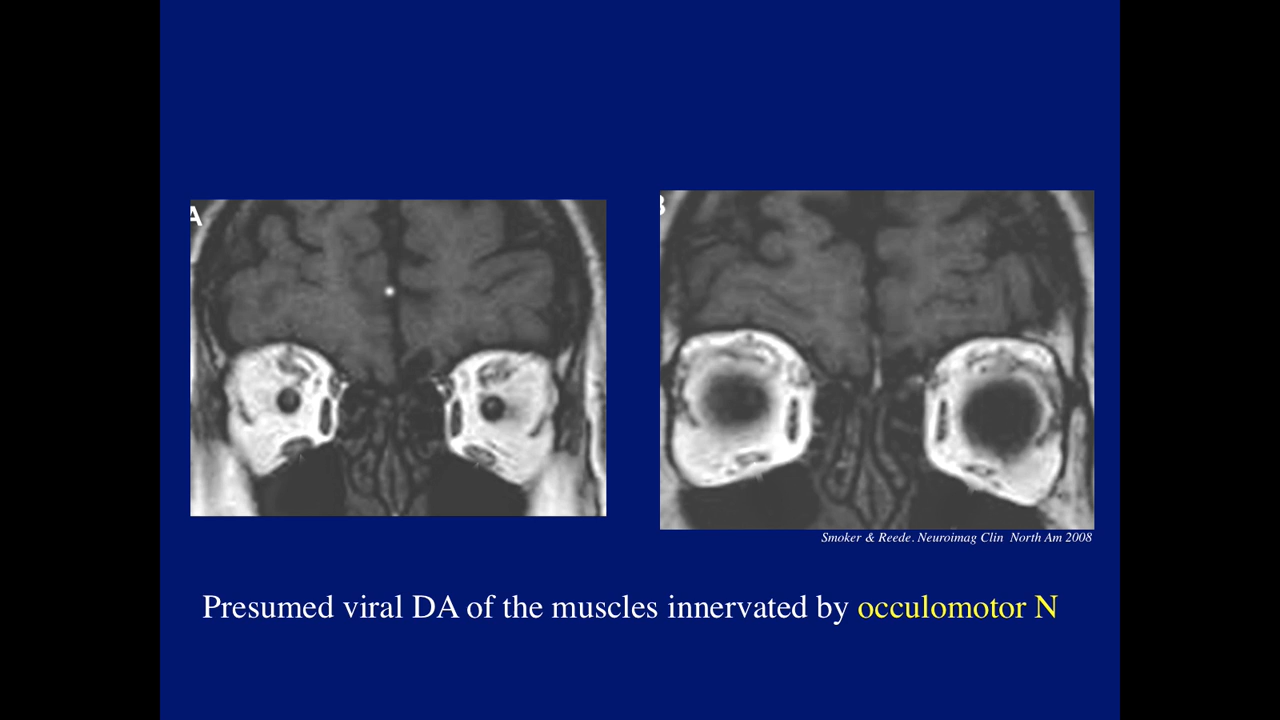 A
B
Smoker & Reede. Neuroimag Clin North Am 2008
Presumed viral DA of the muscles innervated by occulomotor N